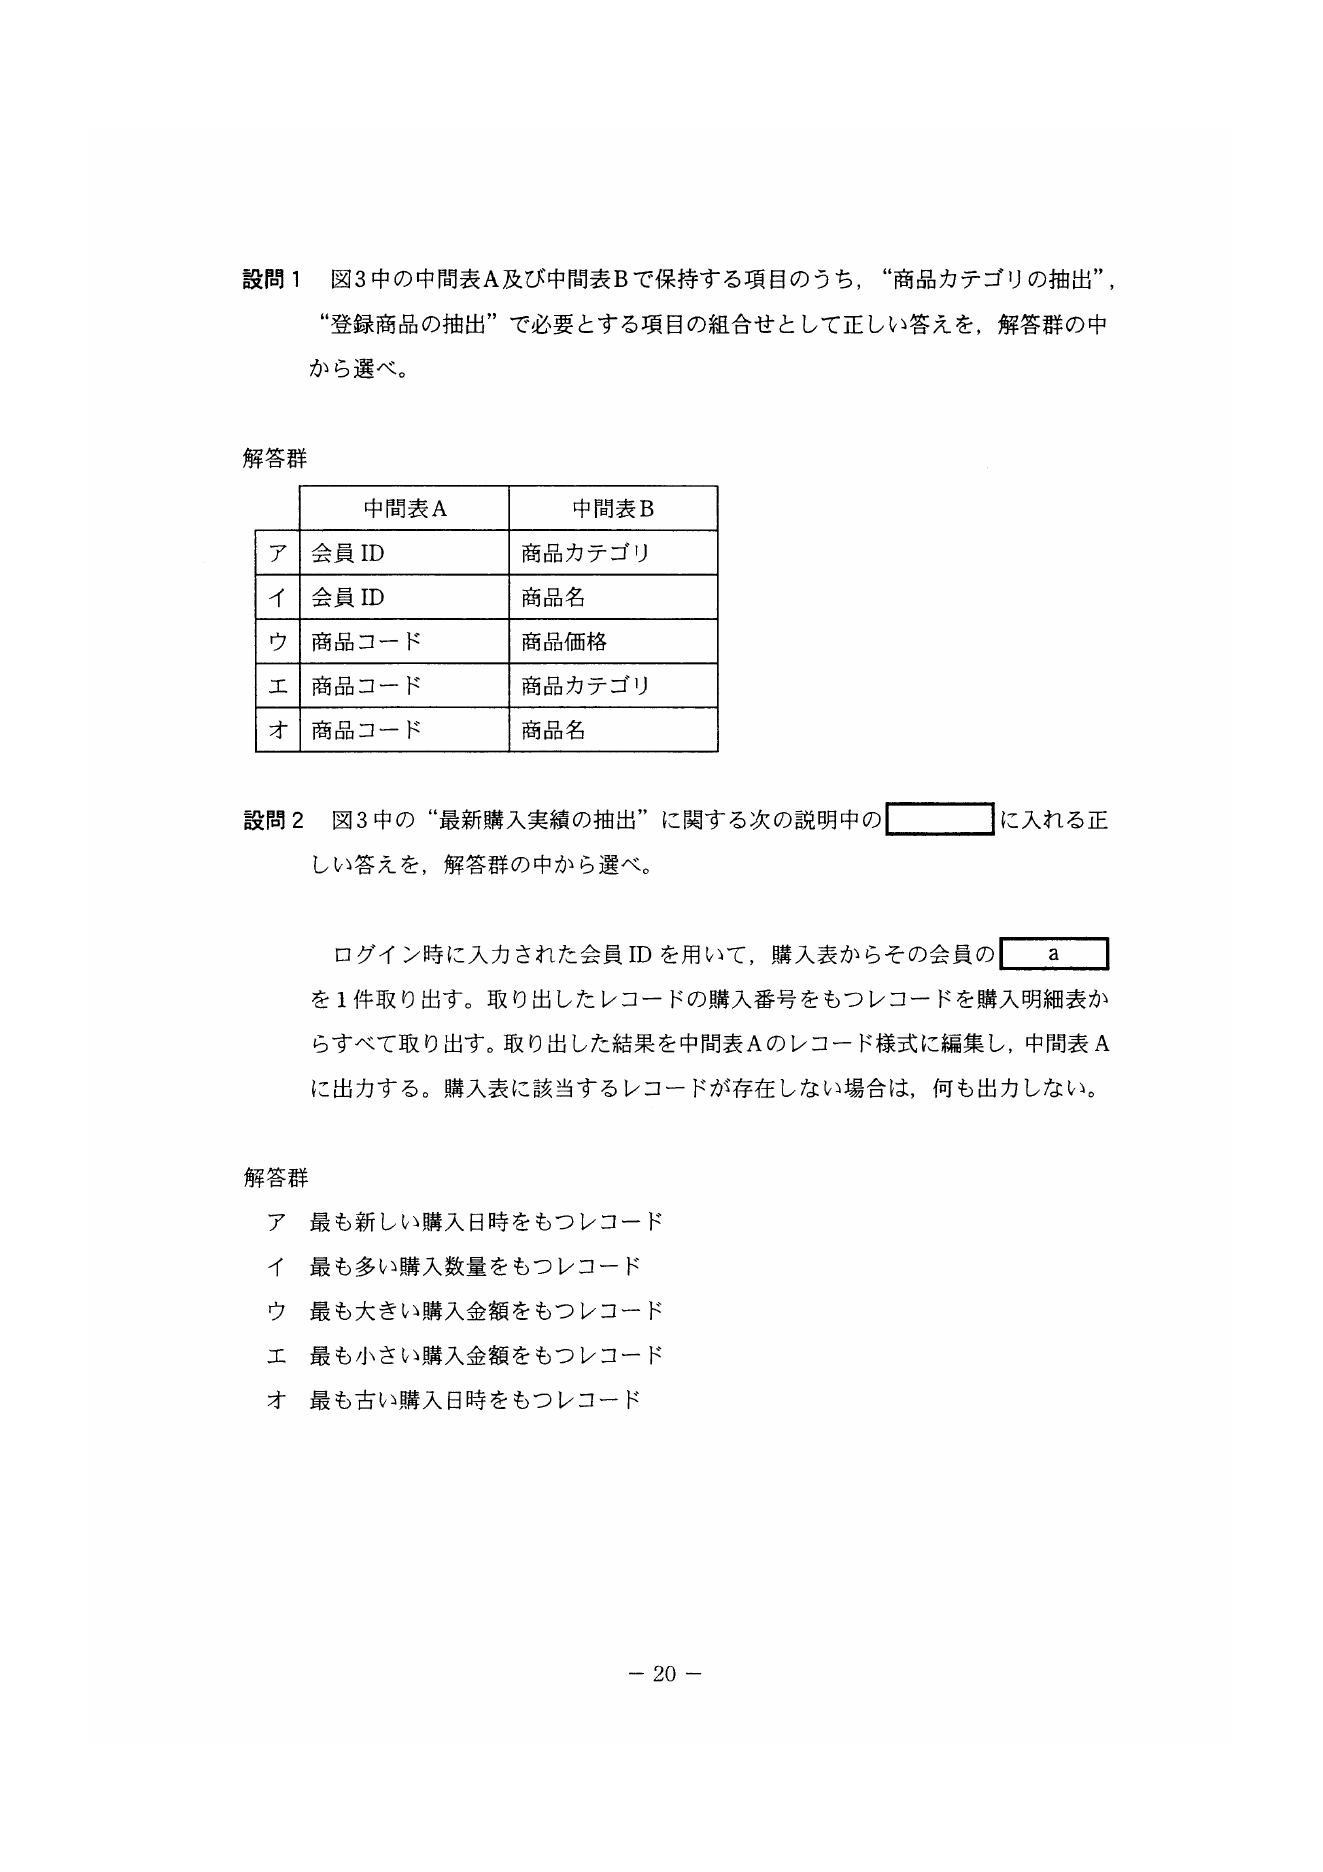 設問1 図3中の中間表A及び中間表Bで保持する項目のうち，“商品カテゴリの抽出”，
“登録商品の抽出”で必要とする項目の組合せとして正しい答えを，解答群の中
から選べ。
解答群
中間表A 中間表B
ア 会員ID 商品カテゴリ
イ 会員ID 商品名
ウ 商品コード 商品価格
エ 商品コード 商品カテゴリ
オ 商品コード 商品名
設問2 図3中の“最新購入実績の抽出”に関する次の説明中の に入れる正
しい答えを，解答群の中から選べ。
ログイン時に入力された会員IDを用いて，購入表からその会員の a
を1件取り出す。取り出したレコードの購入番号をもつレコードを購入明細表か
らすべて取り出す。取り出した結果を中間表Aのレコード様式に編集し，中間表A
に出力する。購入表に該当するレコードが存在しない場合は，何も出力しない。
解答群
ア 最も新しい購入日時をもつレコード
イ 最も多い購入数量をもつレコード
ウ 最も大きい購入金額をもつレコード
エ 最も小さい購入金額をもつレコード
オ 最も古い購入日時をもつレコード
－ 20 －